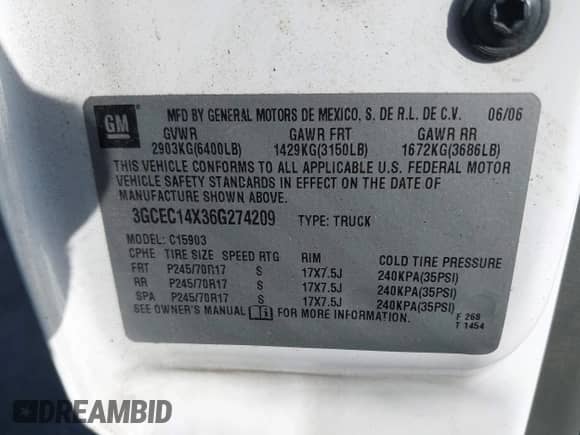 GM
MFD BY GENERAL MOTORS DE MEXICO, S. DE R.L. DE C.V. 06/06
GVWR GAWR FRT GAWR RR
2903KG(6400LB) 1429KG(3150LB) 1672KG(3686LB)
THIS VEHICLE CONFORMS TO ALL APPLICABLE U.S. FEDERAL MOTOR
VEHICLE SAFETY STANDARDS IN EFFECT ON THE DATE OF
MANUFACTURE SHOWN ABOVE.
3GCEC14X36G274209 TYPE: TRUCK
MODEL: C15903
CPHE TIRE SIZE SPEED RTG RIM COLD TIRE PRESSURE
FRT P245/70R17 S 17X7.5J 240KPA(35PSI)
RR P245/70R17 S 17X7.5J 240KPA(35PSI)
SPA P245/70R17 S 17X7.5J 240KPA(35PSI)
SEE OWNER'S MANUAL FOR MORE INFORMATION.
F 268
T 1454
DREAMBID